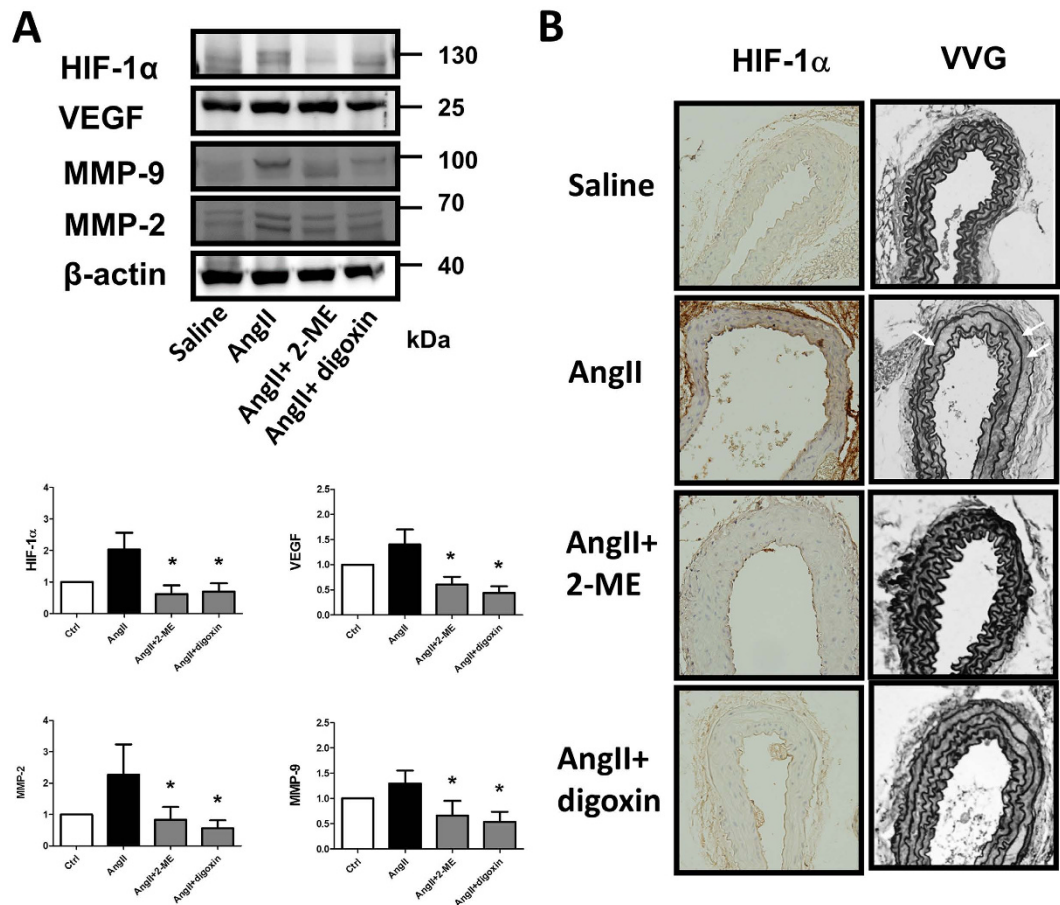 A
HIF-1α
130
VEGF
25
MMP-9
100
MMP-2
70
β-actin
40
Saline
AngII
AngII+ 2-ME
AngII+ digoxin
kDa
HIF-1α
4
3
2
1
0
* *
Ctrl
AngII
AngII+2-ME
AngII+digoxin
VEGF
2.5
2.0
1.5
1.0
0.5
0.0
* *
Ctrl
AngII
AngII+2-ME
AngII+digoxin
MMP-2
4
3
2
1
0
* *
Ctrl
AngII
AngII+2-ME
AngII+digoxin
MMP-9
2.5
2.0
1.5
1.0
0.5
0.0
* *
Ctrl
AngII
AngII+2-ME
AngII+digoxin
B
HIF-1α VVG
Saline
AngII
AngII+
2-ME
AngII+
digoxin